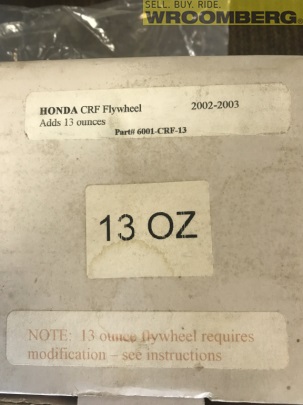 SELL. BUY. RIDE.
WRCOMBERG.
HONDA CRF Flywheel 2002-2003
Adds 13 ounces
Part# 6001-CRF-13
13 OZ
NOTE: 13 ounce flywheel requires
modification – see instructions